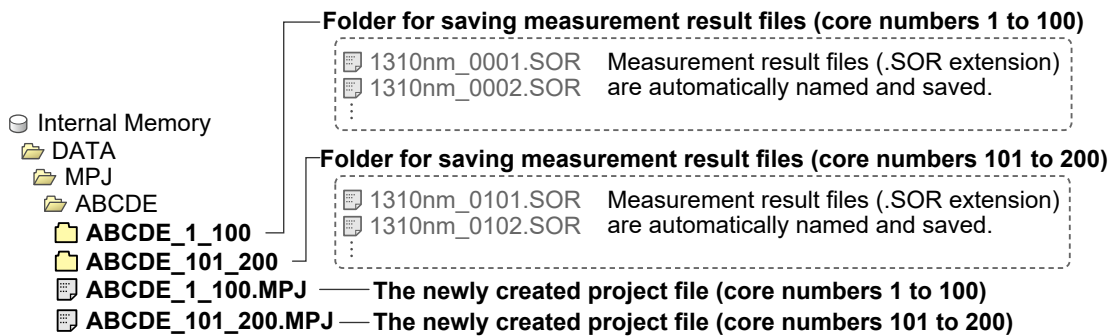 Folder for saving measurement result files (core numbers 1 to 100)
1310nm_0001.SOR Measurement result files (.SOR extension)
1310nm_0002.SOR are automatically named and saved.
Internal Memory
DATA
MPJ
ABCDE
ABCDE_1_100
ABCDE_101_200
ABCDE_1_100.MPJ The newly created project file (core numbers 1 to 100)
ABCDE_101_200.MPJ The newly created project file (core numbers 101 to 200)
Folder for saving measurement result files (core numbers 101 to 200)
1310nm_0101.SOR Measurement result files (.SOR extension)
1310nm_0102.SOR are automatically named and saved.